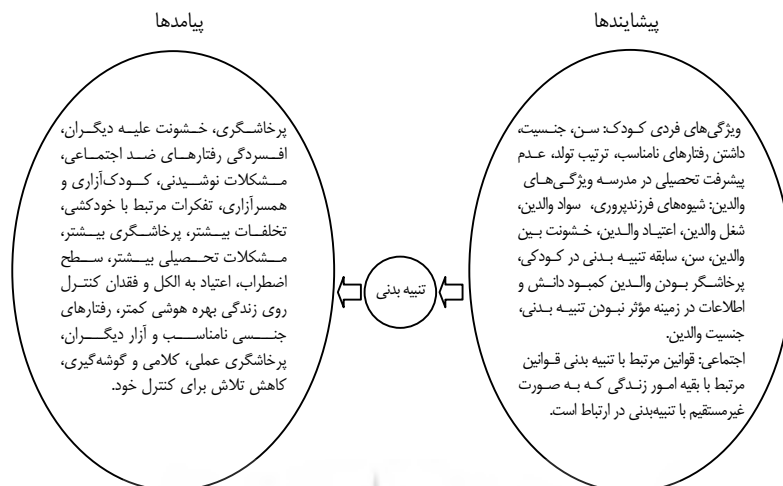 پیشایندها
ویژگی‌های فردی کودک: سن، جنسیت،
داشتن رفتارهای نامناسب، ترتیب تولد، عدم
پیشرفت تحصیلی در مدرسه ویژگی‌های
والدین: شیوه‌های فرزندپروری، سواد والدین،
شغل والدین، اعتیاد والدین، خشونت بین
والدین، سن، سابقه تنبیه بدنی در کودکی،
پرخاشگر بودن والدین کمبود دانش و
اطلاعات در زمینه مؤثر نبودن تنبیه بدنی،
جنسیت والدین.
اجتماعی: قوانین مرتبط با تنبیه بدنی قوانین
مرتبط با بقیه امور زندگی که به صورت
غیرمستقیم با تنبیه‌بدنی در ارتباط است.
تنبیه بدنی
پیامدها
پرخاشگری، خشونت علیه دیگران،
افسردگی رفتارهای ضد اجتماعی،
مشکلات نوشیدنی، کودک‌آزاری و
همسرآزاری، تفکرات مرتبط با خودکشی،
تخلفات بیشتر، پرخاشگری بیشتر،
مشکلات تحصیلی بیشتر، سطح
اضطراب، اعتیاد به الکل و فقدان کنترل
روی زندگی بهره هوشی کمتر، رفتارهای
جنسی نامناسب و آزار دیگران،
پرخاشگری عملی، کلامی و گوشه‌گیری،
کاهش تلاش برای کنترل خود.